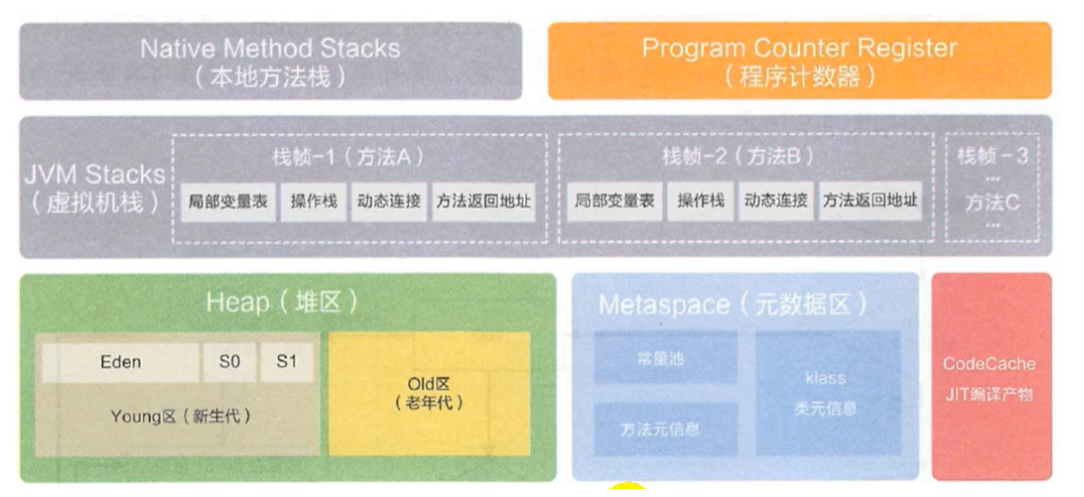 Native Method Stacks
（本地方法栈）
Program Counter Register
（程序计数器）
JVM Stacks
（虚拟机栈）
栈帧-1（方法A）
局部变量表
操作栈
动态连接
方法返回地址
栈帧-2（方法B）
局部变量表
操作栈
动态连接
方法返回地址
栈帧-3
...
方法C
...
Heap（堆区）
Eden
S0
S1
Young区（新生代）
Old区
（老年代）
Metaspace（元数据区）
常量池
方法元信息
klass
类元信息
CodeCache
JIT编译产物